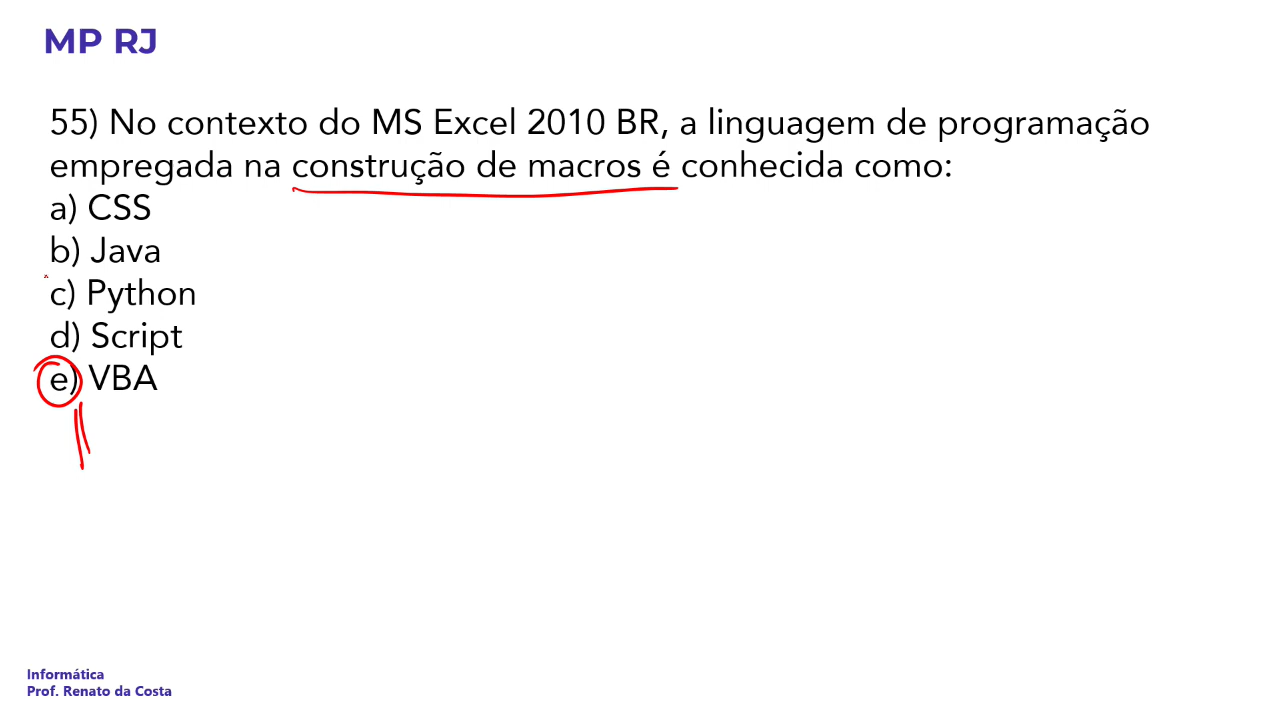 MP RJ
55) No contexto do MS Excel 2010 BR, a linguagem de programação
empregada na construção de macros é conhecida como:
a) CSS
b) Java
c) Python
d) Script
e) VBA
Informática
Prof. Renato da Costa